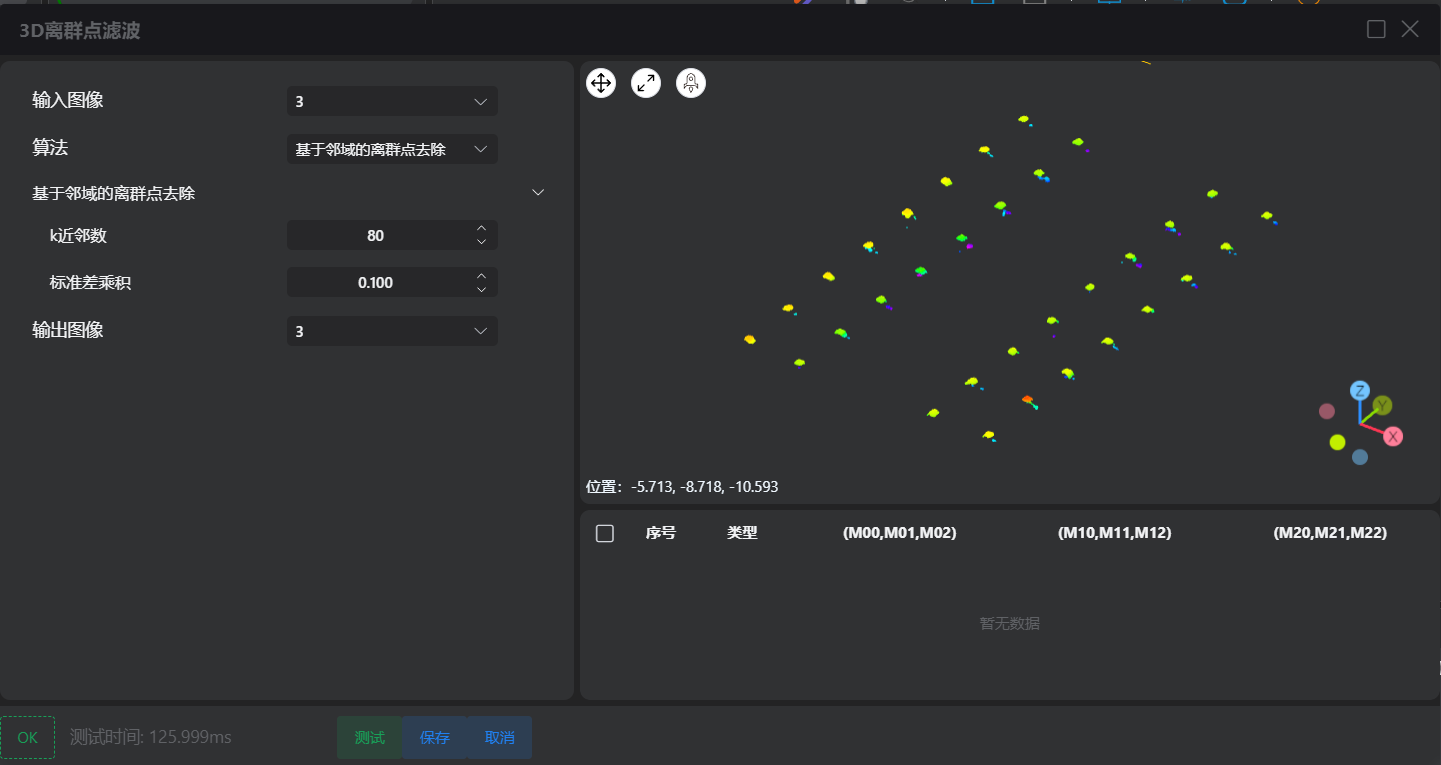 3D离群点滤波
输入图像 3
算法 基于邻域的离群点去除
基于邻域的离群点去除
k近邻数 80
标准差乘积 0.100
输出图像 3
Z
Y
X
位置: -5.713, -8.718, -10.593
序号 类型 (M00,M01,M02) (M10,M11,M12) (M20,M21,M22)
暂无数据
OK 测试时间: 125.999ms 测试 保存 取消